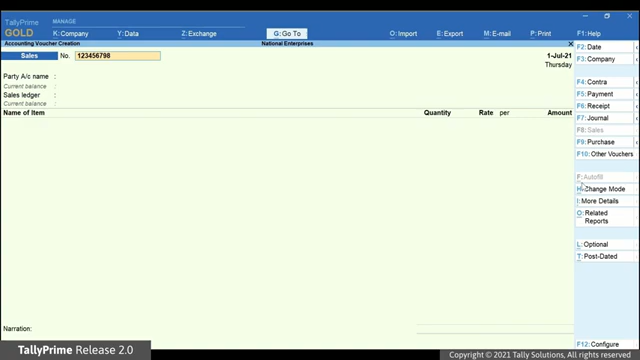 TallyPrime MANAGE
GOLD K:Company Y:Data Z:Exchange G:Go To O:Import E:Export M:E-mail P:Print F1:Help
Accounting Voucher Creation National Enterprises
Sales No. 123456798 1-Jul-21
Thursday
Party A/c name :
Current balance :
Sales ledger :
Current balance :
Name of Item Quantity Rate per Amount
Narration:
F2: Date
F3: Company
F4: Contra
F5: Payment
F6: Receipt
F7: Journal
F8: Sales
F9: Purchase
F10: Other Vouchers
F: Autofill
H: Change Mode
I: More Details
O: Related
Reports
L: Optional
T: Post-Dated
F12: Configure
TallyPrime Release 2.0
Copyright © 2021 Tally Solutions, All Rights Reserved